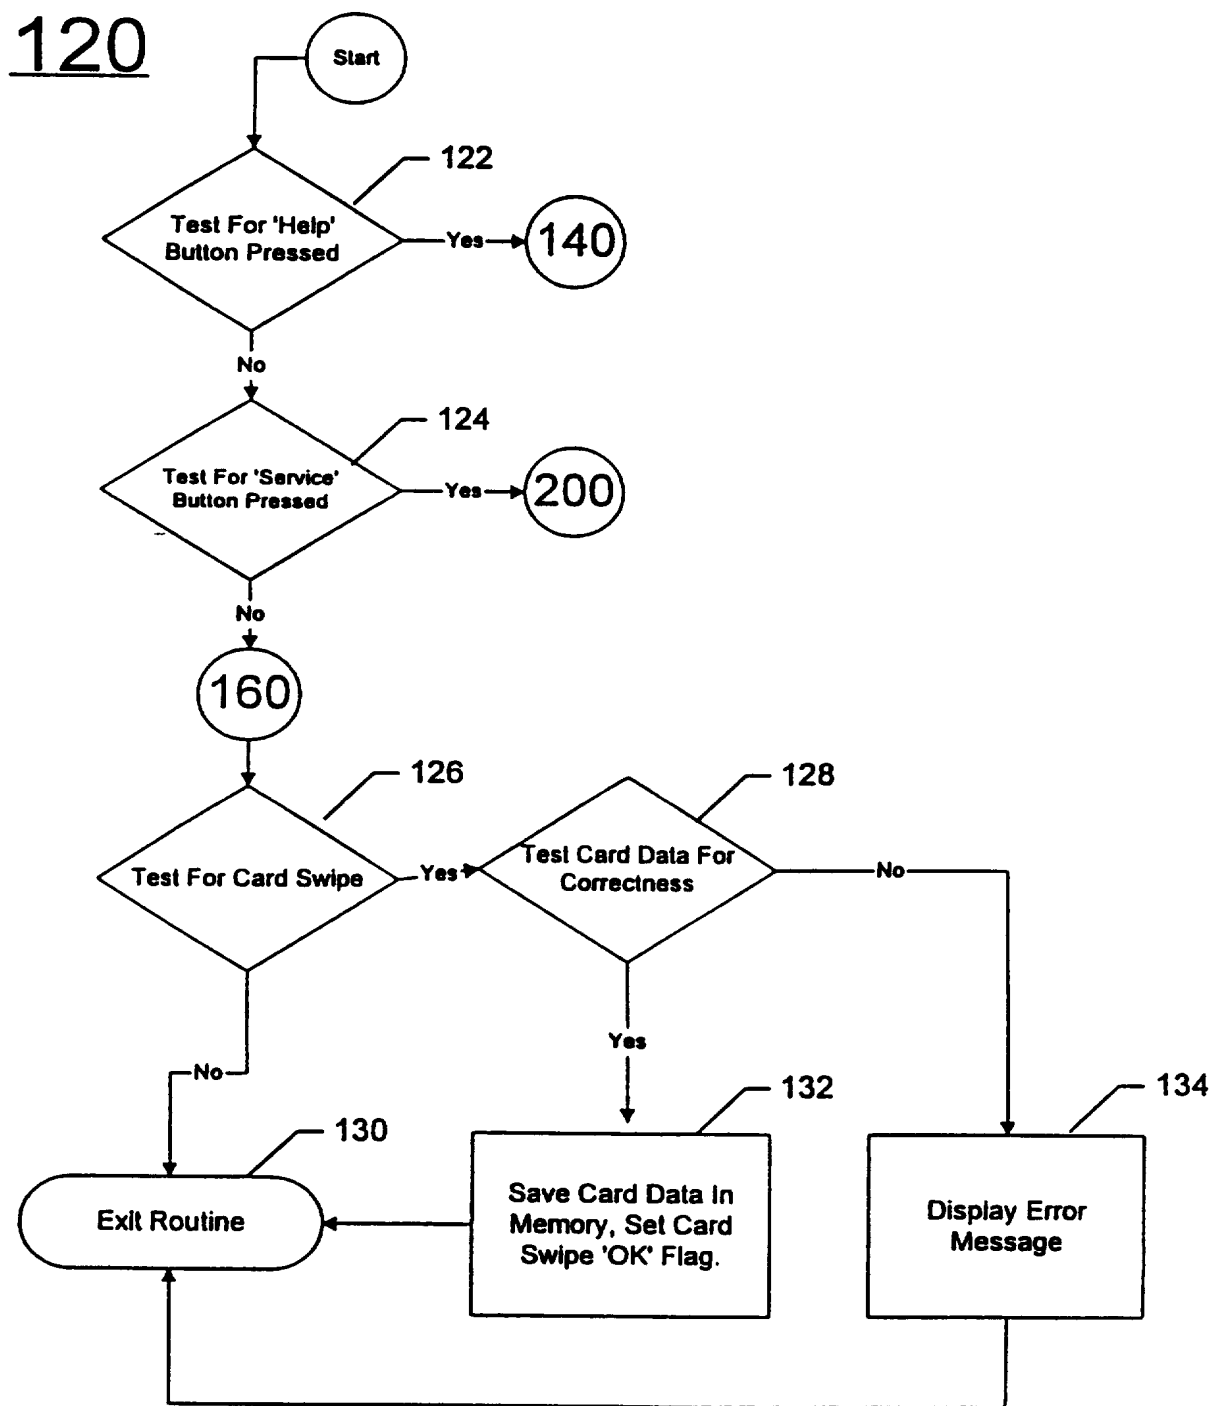 120
Start
122
Test For 'Help'
Button Pressed
Yes
140
No
124
Test For 'Service'
Button Pressed
Yes
200
No
160
126
128
Test For Card Swipe
Yes
Test Card Data For
Correctness
No
Yes
No
132
134
130
Exit Routine
Save Card Data In
Memory, Set Card
Swipe 'OK' Flag.
Display Error
Message